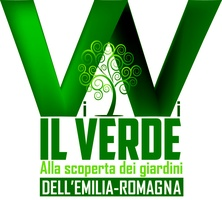 ViVi
IL VERDE
Alla scoperta dei giardini
DELL'EMILIA-ROMAGNA